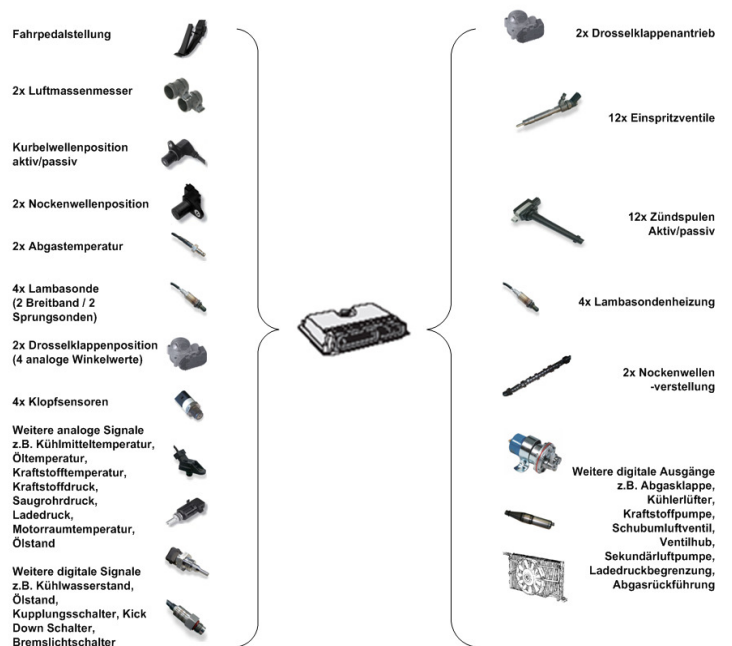 Fahrpedalstellung
2x Luftmassenmesser
Kurbelwellenposition
aktiv/passiv
2x Nockenwellenposition
2x Abgastemperatur
4x Lambasonde
(2 Breitband / 2
Sprungsonden)
2x Drosselklappenposition
(4 analoge Winkelwerte)
4x Klopfsensoren
Weitere analoge Signale
z.B. Kühlmitteltemperatur,
Öltemperatur,
Kraftstofftemperatur,
Kraftstoffdruck,
Saugrohrdruck,
Ladedruck,
Motorraumtemperatur,
Ölstand
Weitere digitale Signale
z.B. Kühlwasserstand,
Ölstand,
Kupplungsschalter, Kick
Down Schalter,
Bremslichtschalter
2x Drosselklappenantrieb
12x Einspritzventile
12x Zündspulen
Aktiv/passiv
4x Lambasondenheizung
2x Nockenwellen
-verstellung
Weitere digitale Ausgänge
z.B. Abgasklappe,
Kühlerlüfter,
Kraftstoffpumpe,
Schubumluftventil,
Ventilhub,
Sekundärluftpumpe,
Ladedruckbegrenzung,
Abgasrückführung